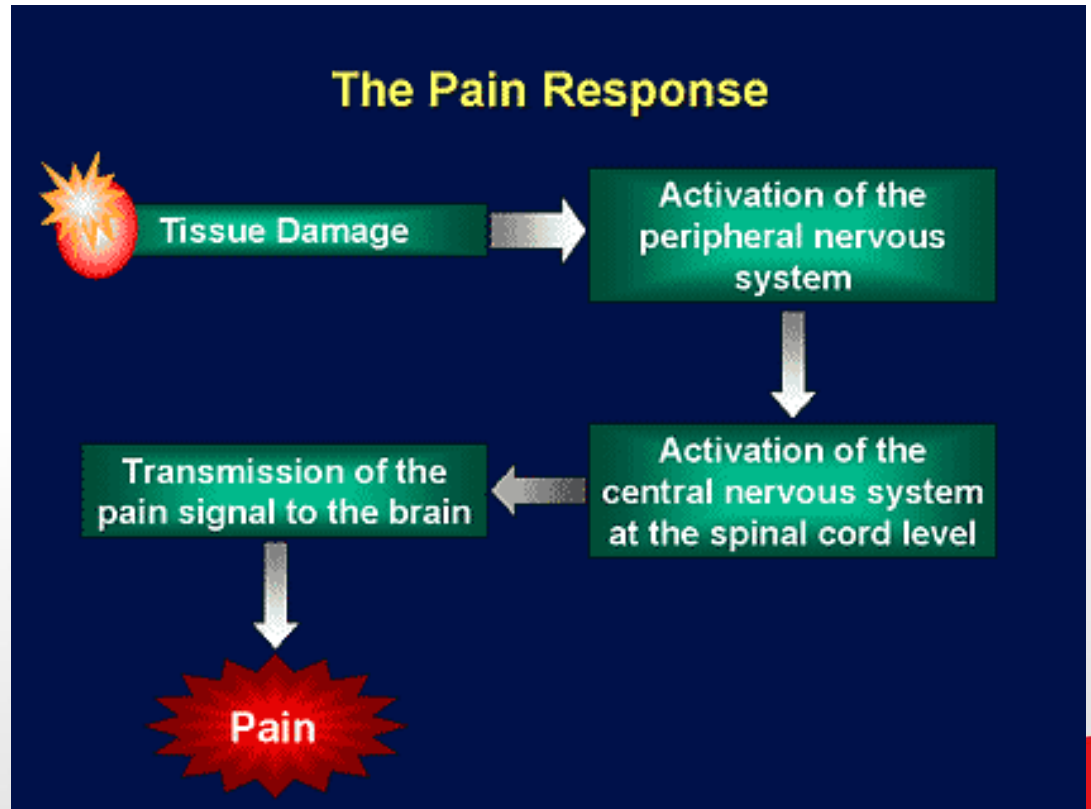 The Pain Response
Tissue Damage
Activation of the
peripheral nervous
system
Activation of the
central nervous system
at the spinal cord level
Transmission of the
pain signal to the brain
Pain